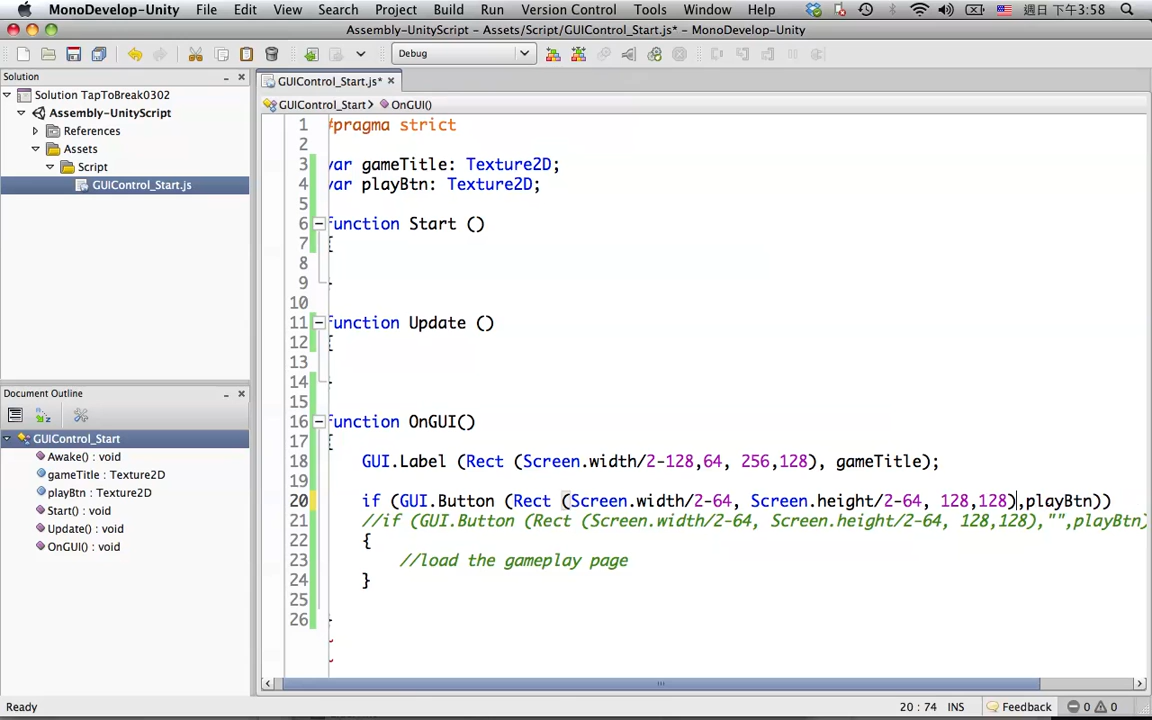 MonoDevelop-Unity File Edit View Search Project Build Run Version Control Tools Window Help 週日下午3:58
Assembly-UnityScript – Assets/Script/GUIControl_Start.js* – MonoDevelop-Unity
Debug
Solution
Solution TapToBreak0302
Assembly-UnityScript
References
Assets
Script
GUIControl_Start.js
Document Outline
GUIControl_Start
Awake() : void
gameTitle : Texture2D
playBtn : Texture2D
Start() : void
Update() : void
OnGUI() : void
GUIControl_Start.js*
GUIControl_Start OnGUI()
1 #pragma strict
2
3 var gameTitle: Texture2D;
4 var playBtn: Texture2D;
5
6 function Start ()
7 {
8
9
10
11 function Update ()
12 {
13
14
15
16 function OnGUI()
17 {
18 GUI.Label (Rect (Screen.width/2-128,64, 256,128), gameTitle);
20 if (GUI.Button (Rect (Screen.width/2-64, Screen.height/2-64, 128,128),playBtn))
21 //if (GUI.Button (Rect (Screen.width/2-64, Screen.height/2-64, 128,128),"",playBtn)
22 {
23 //load the gameplay page
24 }
25
26
Ready 20 : 74 INS Feedback 0 0